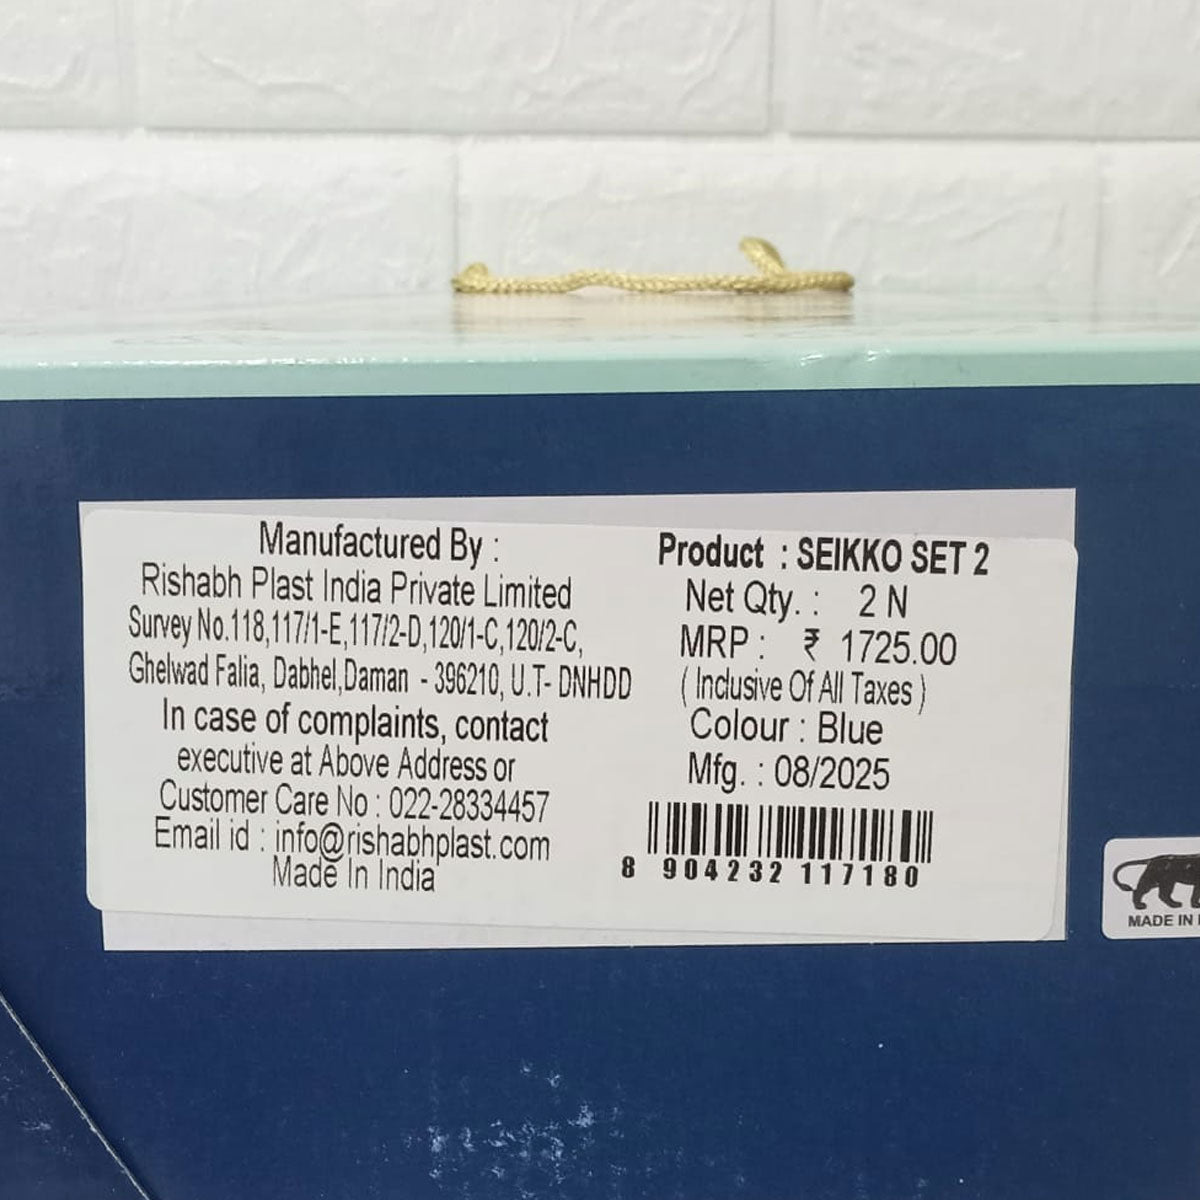 Manufactured By :
Rishabh Plast India Private Limited
Survey No.118,117/1-E,117/2-D,120/1-C,120/2-C,
Ghelwad Falia, Dabhel,Daman - 396210, U.T- DNHDD
In case of complaints, contact
executive at Above Address or
Customer Care No : 022-28334457
Email id : info@rishabhplast.com
Made In India
Product : SEIKKO SET 2
Net Qty. : 2 N
MRP : ₹ 1725.00
( Inclusive Of All Taxes )
Colour : Blue
Mfg. : 08/2025
8 904232 117180
MADE IN